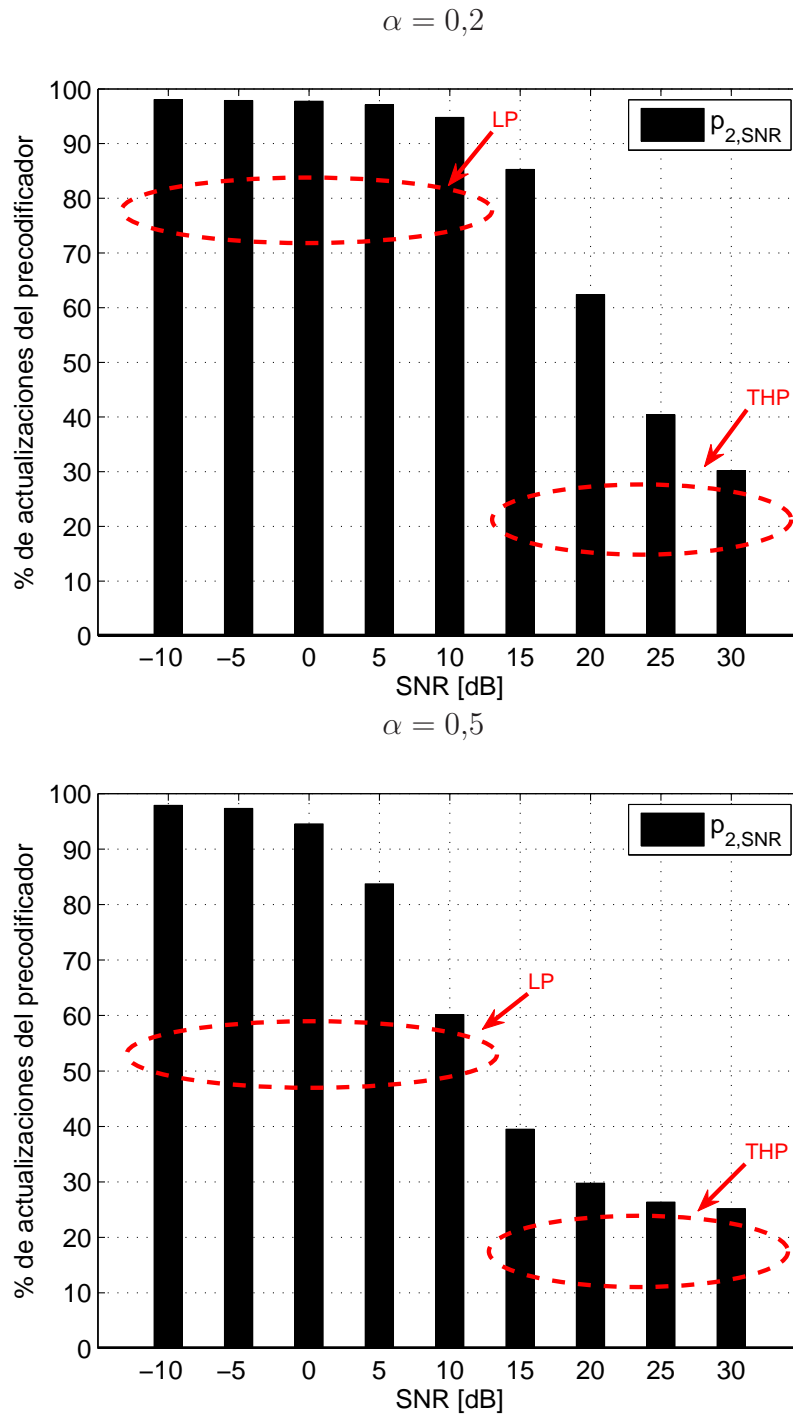 α = 0,2
100
90
80
70
60
50
40
30
20
10
0
% de actualizaciones del precodificador
LP
p2,SNR
THP
−10 −5 0 5 10 15 20 25 30
SNR [dB]
α = 0,5
100
90
80
70
60
50
40
30
20
10
0
% de actualizaciones del precodificador
p2,SNR
LP
THP
−10 −5 0 5 10 15 20 25 30
SNR [dB]